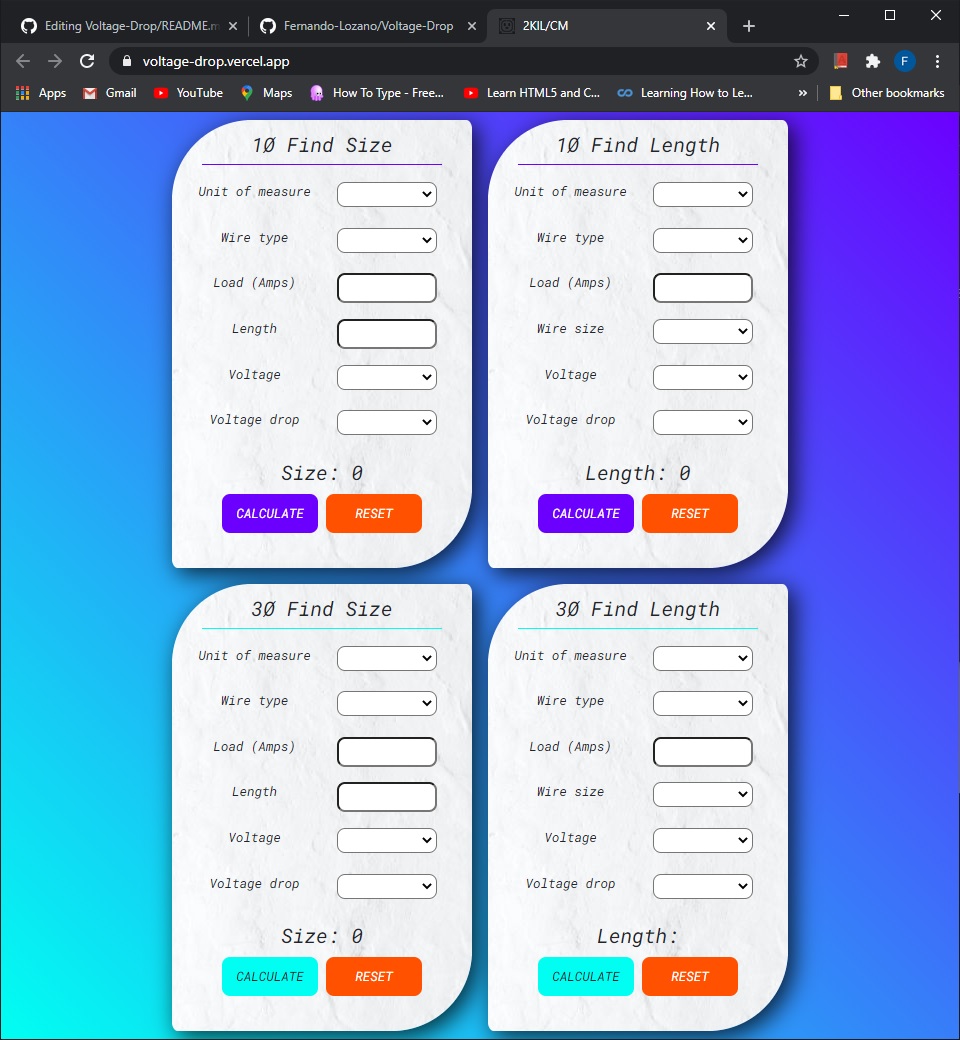 Editing Voltage-Drop/README.m
Fernando-Lozano/Voltage-Drop
2KIL/CM
voltage-drop.vercel.app
F
Apps
Gmail
YouTube
Maps
How To Type - Free...
Learn HTML5 and C...
Learning How to Le...
»
Other bookmarks
1Ø Find Size
Unit of measure
Wire type
Load (Amps)
Length
Voltage
Voltage drop
Size: 0
CALCULATE
RESET
1Ø Find Length
Unit of measure
Wire type
Load (Amps)
Wire size
Voltage
Voltage drop
Length: 0
CALCULATE
RESET
3Ø Find Size
Unit of measure
Wire type
Load (Amps)
Length
Voltage
Voltage drop
Size: 0
CALCULATE
RESET
3Ø Find Length
Unit of measure
Wire type
Load (Amps)
Wire size
Voltage
Voltage drop
Length:
CALCULATE
RESET